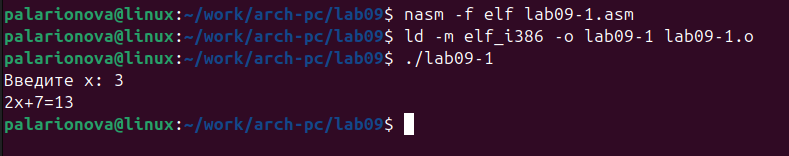 palarionova@linux:~/work/arch-pc/lab09$ nasm -f elf lab09-1.asm
palarionova@linux:~/work/arch-pc/lab09$ ld -m elf_i386 -o lab09-1 lab09-1.o
palarionova@linux:~/work/arch-pc/lab09$ ./lab09-1
Введите x: 3
2x+7=13
palarionova@linux:~/work/arch-pc/lab09$